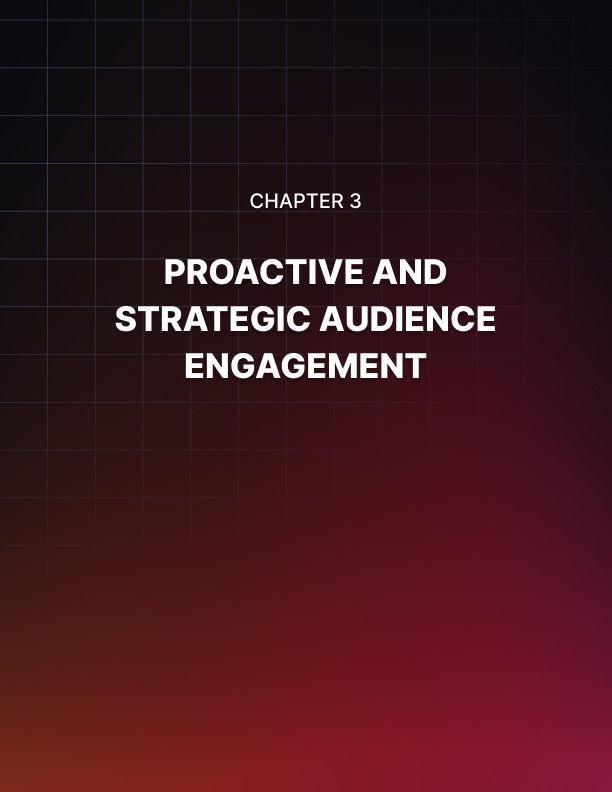 CHAPTER 3
PROACTIVE AND
STRATEGIC AUDIENCE
ENGAGEMENT